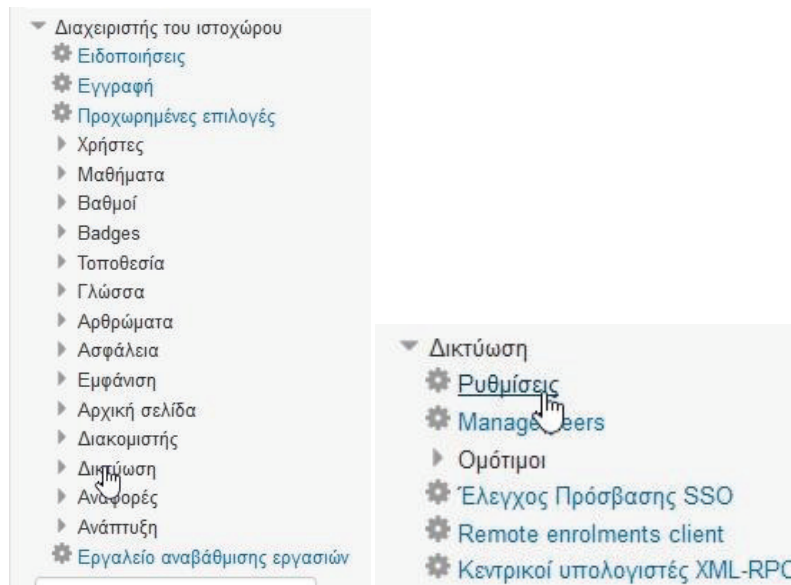 Διαχειριστής του ιστοχώρου
Ειδοποιήσεις
Εγγραφή
Προχωρημένες επιλογές
Χρήστες
Μαθήματα
Βαθμοί
Badges
Τοποθεσία
Γλώσσα
Αρθρώματα
Ασφάλεια
Εμφάνιση
Αρχική σελίδα
Διακομιστής
Δικτύωση
Αναφορές
Ανάπτυξη
Εργαλείο αναβάθμισης εργασιών
Δικτύωση
Ρυθμίσεις
Manage peers
Ομότιμοι
Έλεγχος Πρόσβασης SSO
Remote enrolments client
Κεντρικοί υπολογιστές XML-RPC